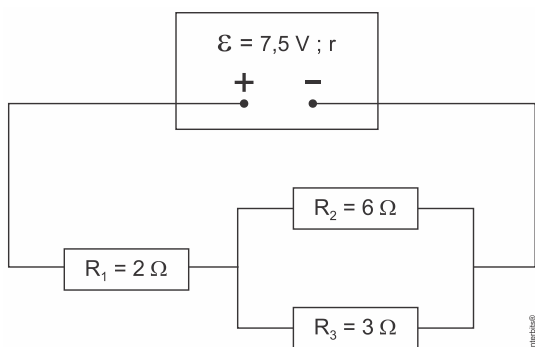 ε = 7,5 V ; r
+ −
R₂ = 6 Ω
R₁ = 2 Ω
R₃ = 3 Ω